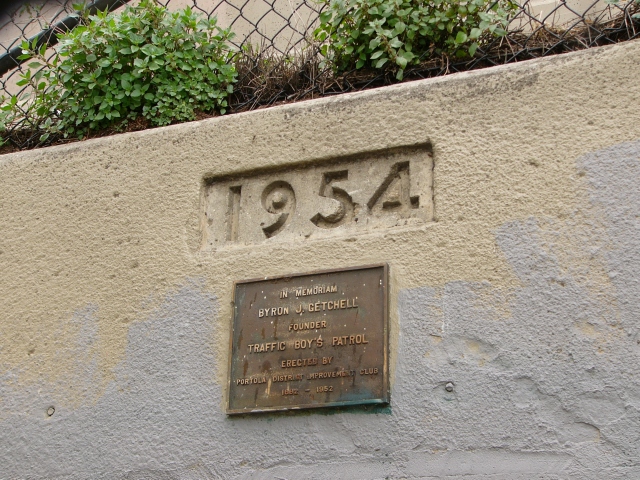 1954
IN MEMORIAM
BYRON J. GETCHELL
FOUNDER
TRAFFIC BOY'S PATROL
ERECTED BY
PORTOLA DISTRICT IMPROVEMENT CLUB
- 1952